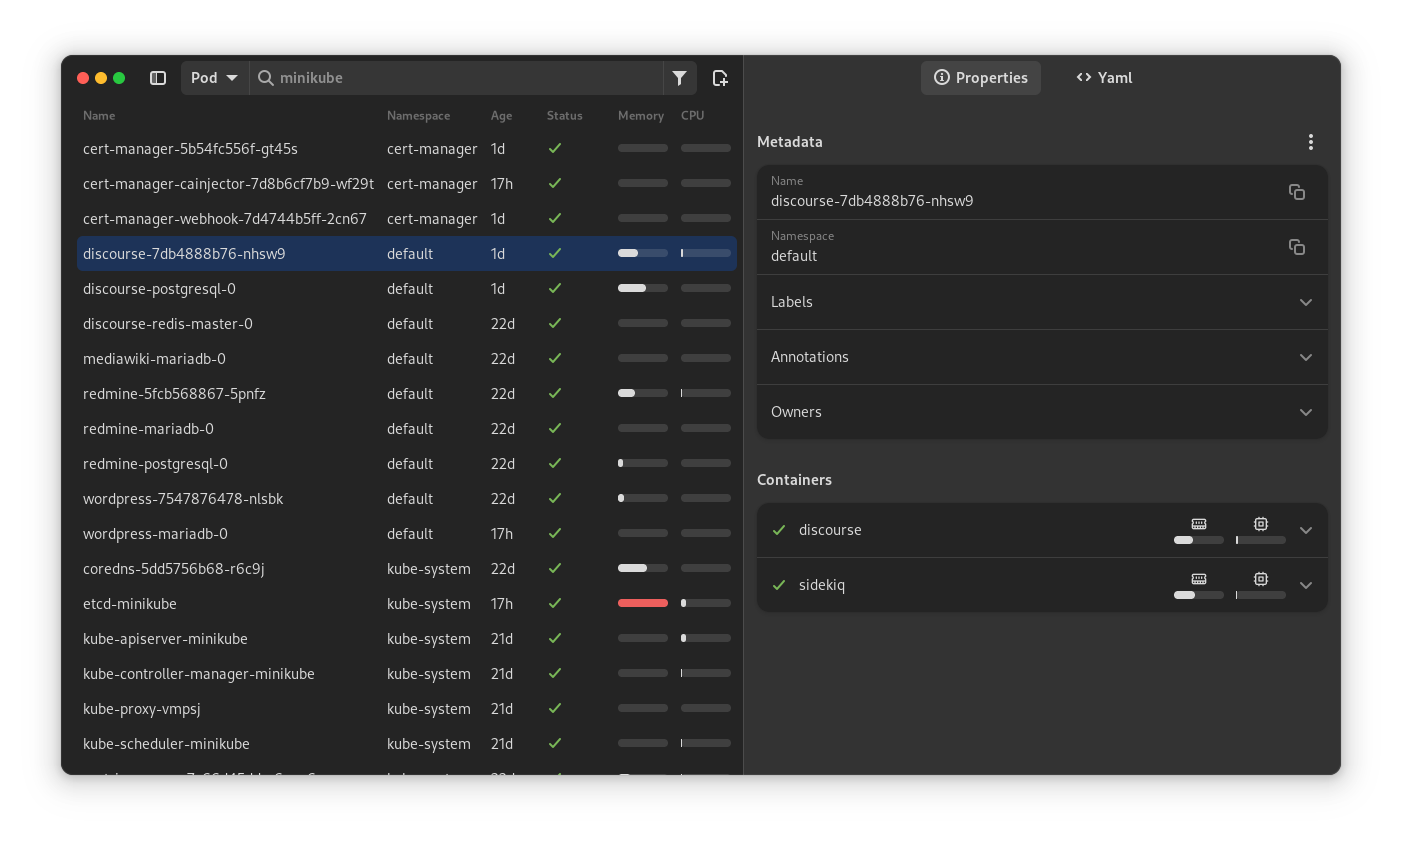 Pod minikube
Name Namespace Age Status Memory CPU
cert-manager-5b54fc556f-gt45s cert-manager 1d
cert-manager-cainjector-7d8b6cf7b9-wf29t cert-manager 17h
cert-manager-webhook-7d4744b5ff-2cn67 cert-manager 1d
discourse-7db4888b76-nhsw9 default 1d
discourse-postgresql-0 default 1d
discourse-redis-master-0 default 22d
mediawiki-mariadb-0 default 22d
redmine-5fcb568867-5pnfz default 22d
redmine-mariadb-0 default 22d
redmine-postgresql-0 default 22d
wordpress-7547876478-nlsbk default 22d
wordpress-mariadb-0 default 17h
coredns-5dd5756b68-r6c9j kube-system 22d
etcd-minikube kube-system 17h
kube-apiserver-minikube kube-system 21d
kube-controller-manager-minikube kube-system 21d
kube-proxy-vmpsj kube-system 21d
kube-scheduler-minikube kube-system 21d
Properties Yaml
Metadata
Name
discourse-7db4888b76-nhsw9
Namespace
default
Labels
Annotations
Owners
Containers
discourse
sidekiq